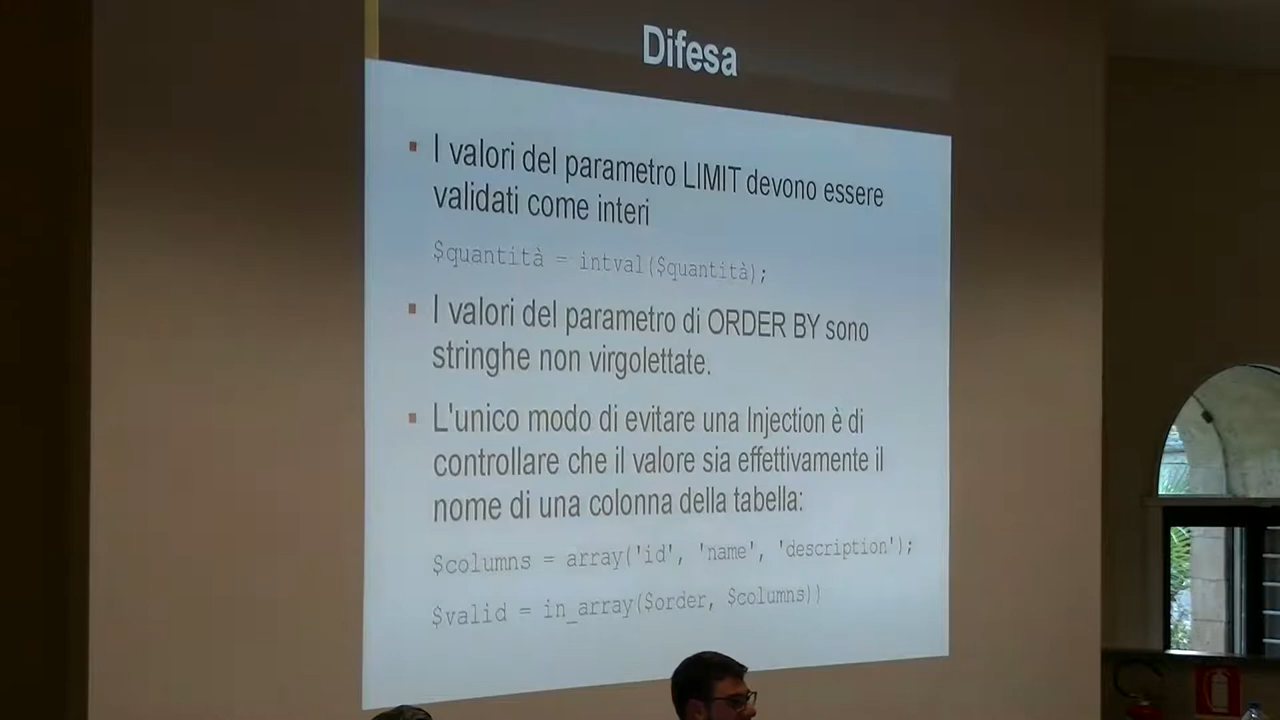 Difesa
I valori del parametro LIMIT devono essere
validati come interi
$quantità = intval($quantità);
I valori del parametro di ORDER BY sono
stringhe non virgolettate.
L'unico modo di evitare una Injection è di
controllare che il valore sia effettivamente il
nome di una colonna della tabella:
$columns = array('id', 'name', 'description');
$valid = in_array($order, $columns))